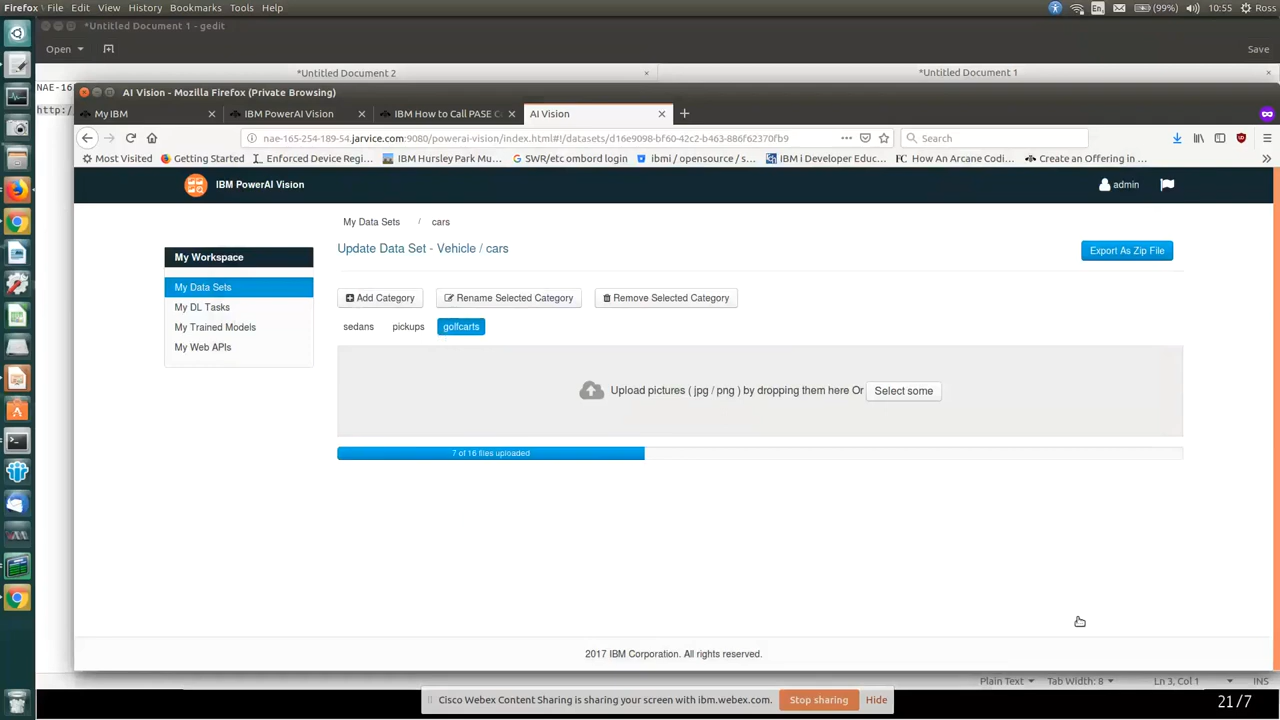 Firefox File Edit View History Bookmarks Tools Help En (99%) 10:55 Ross
*Untitled Document 1 - gedit
Open Save
*Untitled Document 2 × *Untitled Document 1 ×
NAE-16
http:/
AI Vision - Mozilla Firefox (Private Browsing)
My IBM × IBM PowerAI Vision × IBM How to Call PASE C × AI Vision × +
nae-165-254-189-54.jarvice.com:9080/powerai-vision/index.html#!/datasets/d16e9098-bf60-42c2-b463-886f62370fb9 Search
Most Visited Getting Started Enforced Device Regi... IBM Hursley Park Mu... SWR/etc ombord login ibmi / opensource / s... IBM i Developer Educ... How An Arcane Codi... Create an Offering in ...
IBM PowerAI Vision admin
My Data Sets / cars
My Workspace
Update Data Set - Vehicle / cars
Export As Zip File
My Data Sets
My DL Tasks
My Trained Models
My Web APIs
Add Category Rename Selected Category Remove Selected Category
sedans pickups golfcarts
Upload pictures ( jpg / png ) by dropping them here Or Select some
7 of 16 files uploaded
2017 IBM Corporation. All rights reserved.
Plain Text Tab Width: 8 Ln 3, Col 1 INS
Cisco Webex Content Sharing is sharing your screen with ibm.webex.com. Stop sharing Hide
21/7